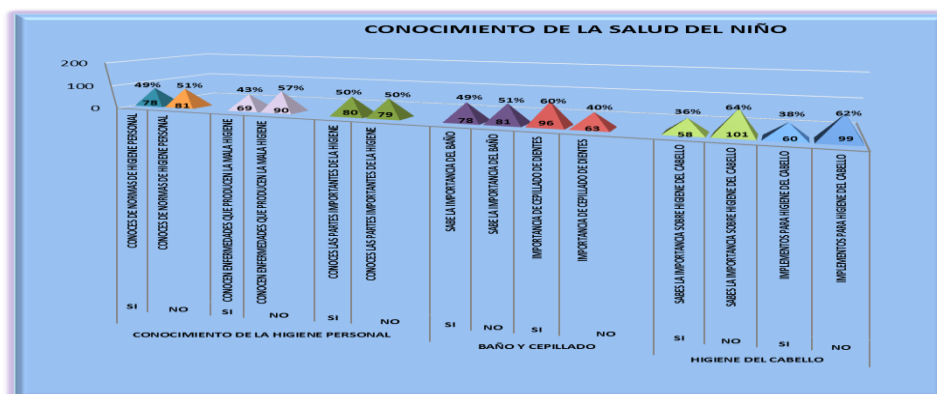 CONOCIMIENTO DE LA SALUD DEL NIÑO
200
100
0
49% 51% 43% 57% 50% 50% 49% 51% 60% 40% 36% 64% 38% 62%
78 81 69 90 80 79 78 81 96 63 58 101 60 99
CONOCES DE NORMAS DE HIGIENE PERSONAL
CONOCES DE NORMAS DE HIGIENE PERSONAL
CONOCEN ENFERMEDADES QUE PRODUCEN LA MALA HIGIENE
CONOCEN ENFERMEDADES QUE PRODUCEN LA MALA HIGIENE
CONOCES LAS PARTES IMPORTANTES DE LA HIGIENE
CONOCES LAS PARTES IMPORTANTES DE LA HIGIENE
SABE LA IMPORTANCIA DEL BAÑO
SABE LA IMPORTANCIA DEL BAÑO
IMPORTANCIA DE CEPILLADO DE DIENTES
IMPORTANCIA DE CEPILLADO DE DIENTES
SABES LA IMPORTANCIA SOBRE HIGIENE DEL CABELLO
SABES LA IMPORTANCIA SOBRE HIGIENE DEL CABELLO
IMPLEMENTOS PARA HIGIENE DEL CABELLO
IMPLEMENTOS PARA HIGIENE DEL CABELLO
SI NO SI NO SI NO SI NO SI NO SI NO SI NO
CONOCIMIENTO DE LA HIGIENE PERSONAL
BAÑO Y CEPILLADO
HIGIENE DEL CABELLO